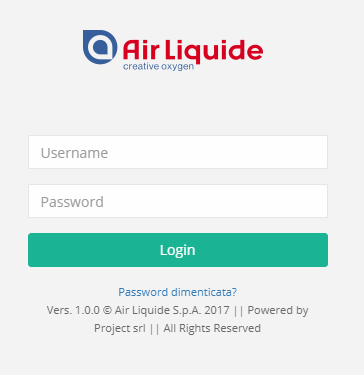 Air Liquide
creative oxygen
Username
Password
Login
Password dimenticata?
Vers. 1.0.0 © Air Liquide S.p.A. 2017 || Powered by
Project srl || All Rights Reserved